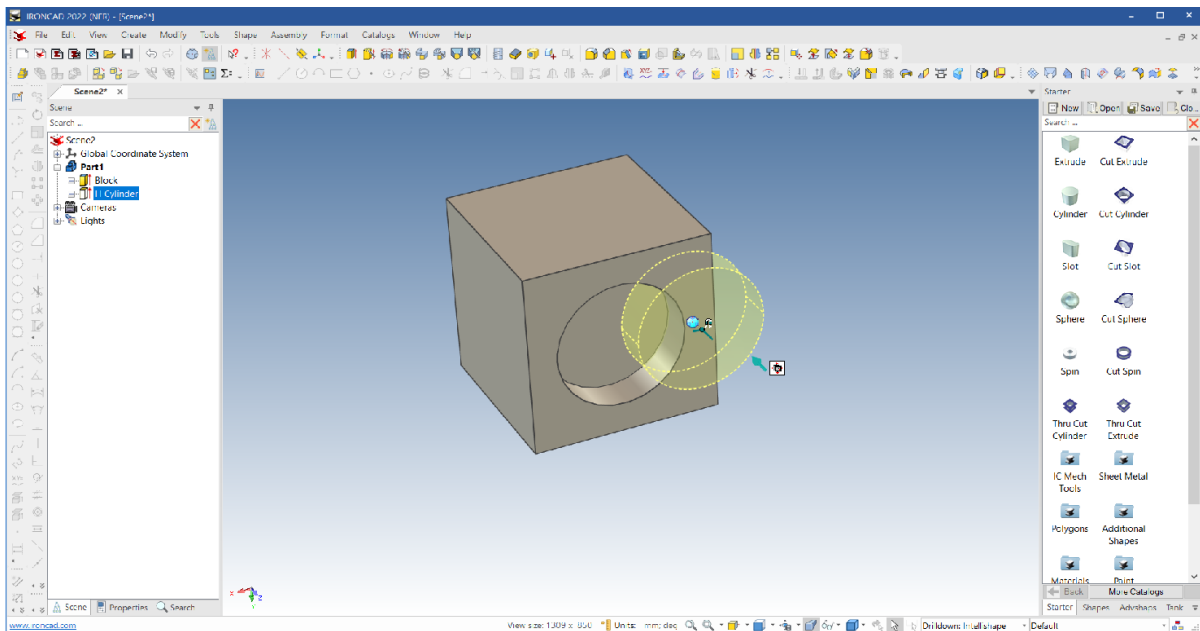 IRONCAD 2022 (NFR) - [Scene2*]
File Edit View Create Modify Tools Shape Assembly Format Catalogs Window Help
Scene2* x
Scene
Search ...
Scene2
Global Coordinate System
Part1
Block
H Cylinder
Cameras
Lights
Scene Properties Search
Starter
New Open Save Clo...
Search ...
Extrude Cut Extrude
Cylinder Cut Cylinder
Slot Cut Slot
Sphere Cut Sphere
Spin Cut Spin
Thru Cut Cylinder
Thru Cut Extrude
IC Mech Tools
Sheet Metal
Polygons
Additional Shapes
Materials
Back More Catalogs
Starter Shapes
x
z
y
www.ironcad.com
View size: 1309 x 850 Units: mm; deg
Drilldown: Intellishape
Default